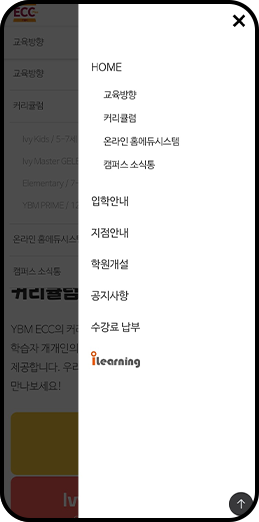 ECC
교육방향
교육방향
커리큘럼
Ivy Kids / 5~7세
Ivy Master GELE
Elementary / 7~
YBM PRIME / 12
온라인 홈에듀시스템
캠퍼스 소식통
커리큘럼
YBM ECC의 커리
학습자 개개인의
제공합니다. 우리
만나보세요!
Iv
HOME
교육방향
커리큘럼
온라인 홈에듀시스템
캠퍼스 소식통
입학안내
지점안내
학원개설
공지사항
수강료 납부
iLearning